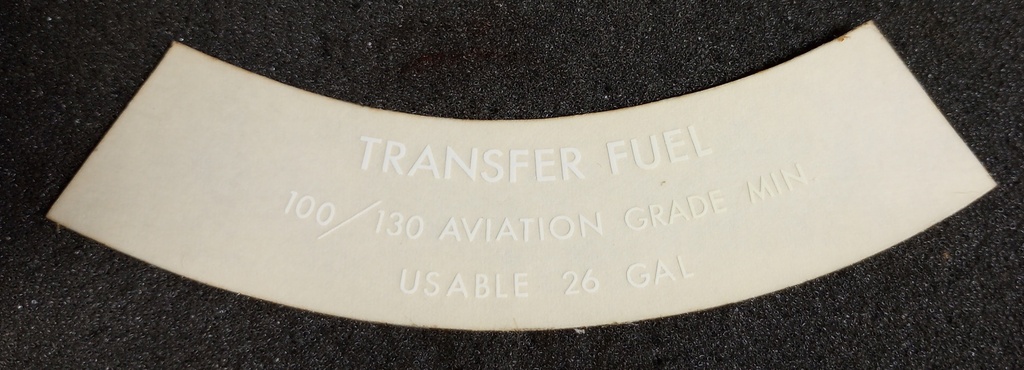 TRANSFER FUEL
100/130 AVIATION GRADE MIN.
USABLE 26 GAL